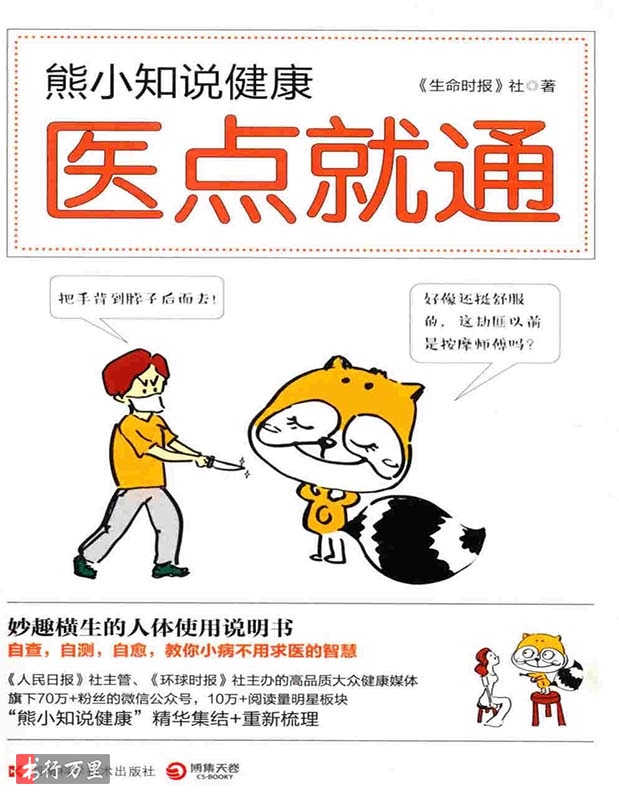 熊小知说健康
《生命时报》社◎著
医点就通
把手背到脖子后面去!
好像还挺舒服
的，这劫匪以前
是按摩师傅吗?
妙趣横生的人体使用说明书
自查，自测，自愈，教你小病不用求医的智慧
《人民日报》社主管、《环球时报》社主办的高品质大众健康媒体
旗下70万+粉丝的微信公众号，10万+阅读量明星板块
“熊小知说健康”精华集结+重新梳理
书行万里
术出版社
博集天卷
CS-BOOKY